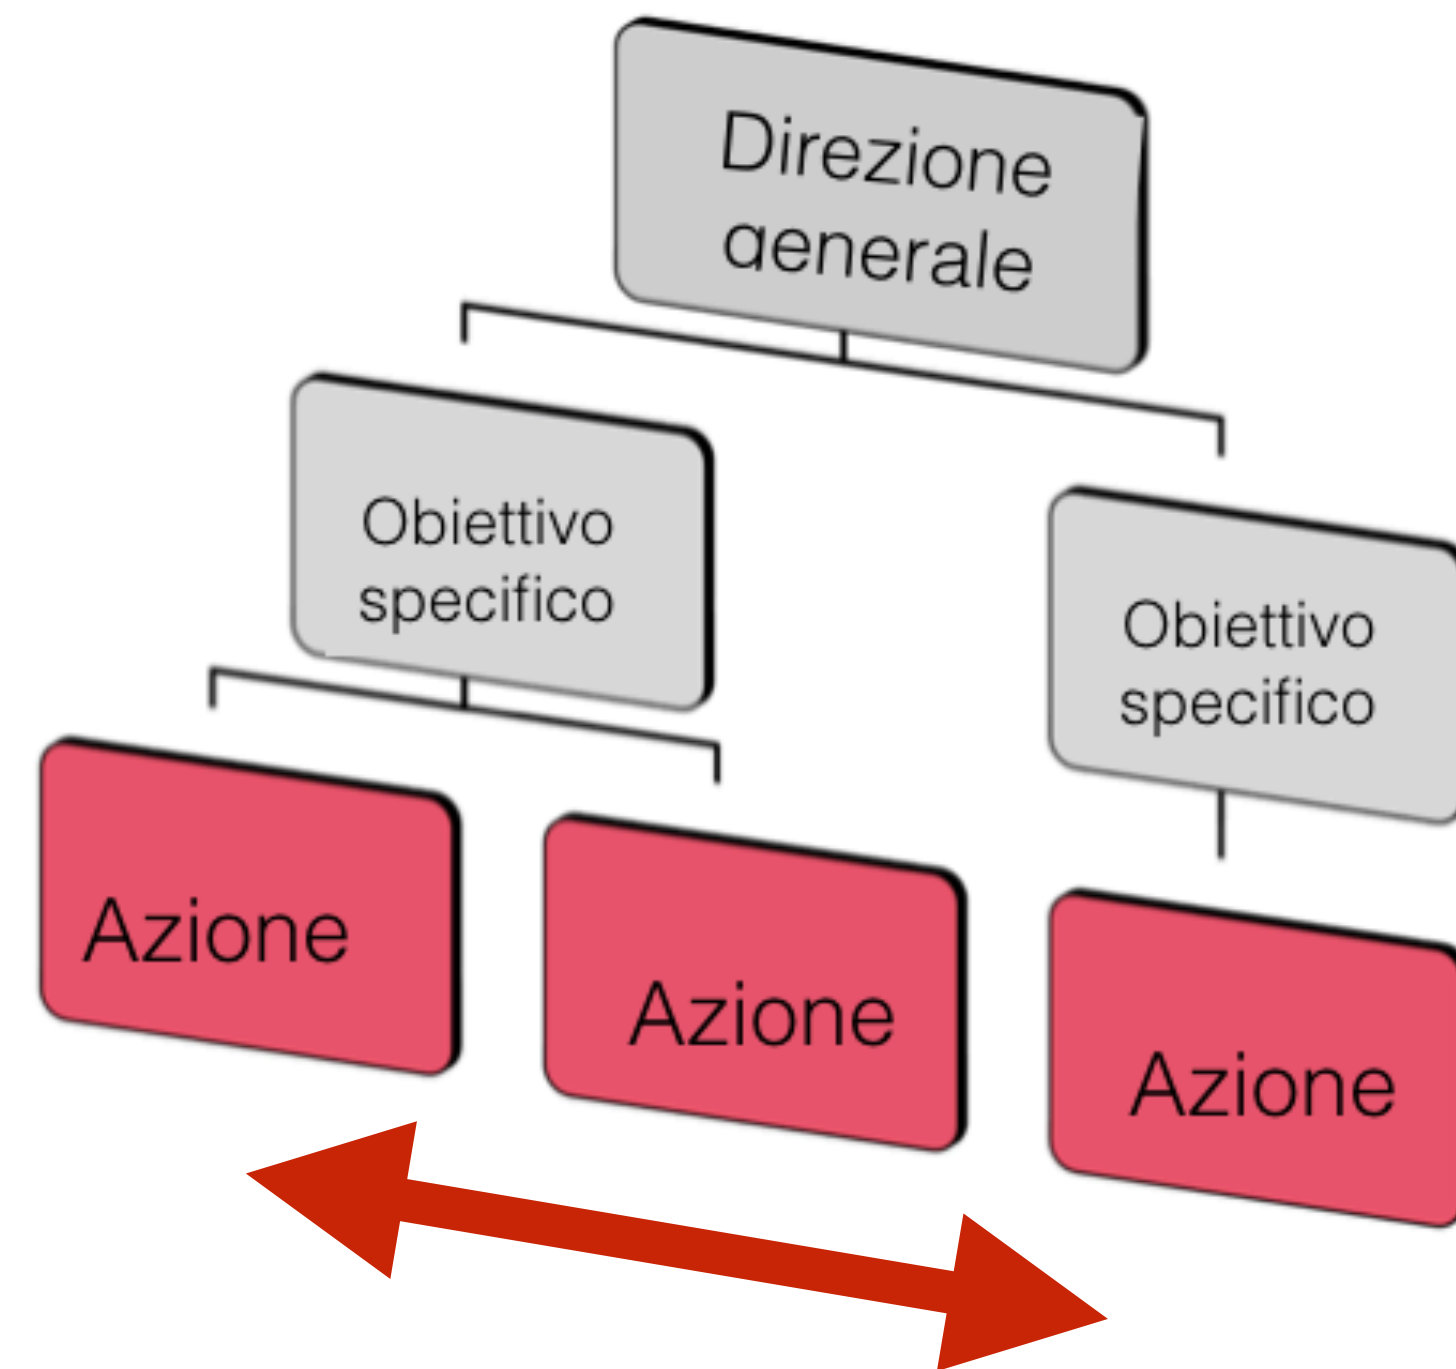 Direzione
generale
Obiettivo
specifico
Obiettivo
specifico
Azione
Azione
Azione